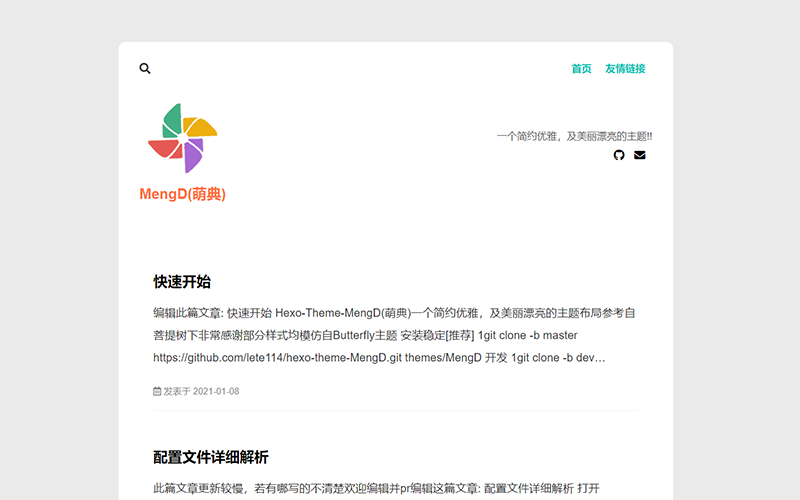 首页 友情链接
一个简约优雅，及美丽漂亮的主题!!
MengD(萌典)
快速开始
编辑此篇文章: 快速开始 Hexo-Theme-MengD(萌典)一个简约优雅，及美丽漂亮的主题布局参考自
菩提树下非常感谢部分样式均模仿自Butterfly主题 安装稳定[推荐] 1git clone -b master
https://github.com/lete114/hexo-theme-MengD.git themes/MengD 开发 1git clone -b dev…
发表于 2021-01-08
配置文件详细解析
此篇文章更新较慢，若有哪写的不清楚欢迎编辑并pr编辑这篇文章: 配置文件详细解析 打开